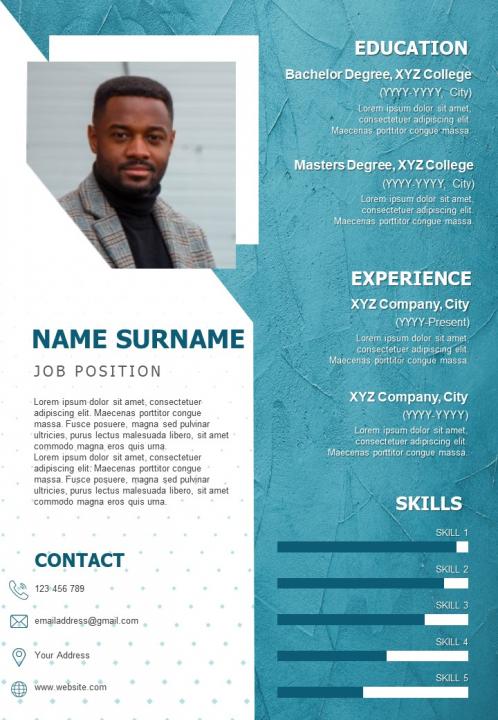 NAME SURNAME
JOB POSITION
Lorem ipsum dolor sit amet, consectetuer
adipiscing elit. Maecenas porttitor congue
massa. Fusce posuere, magna sed pulvinar
ultricies, purus lectus malesuada libero, sit amet
commodo magna eros quis urna.
Lorem ipsum dolor sit amet, consectetuer
adipiscing elit. Maecenas porttitor congue
massa. Fusce posuere, magna sed pulvinar
ultricies, purus lectus malesuada libero, sit amet
commodo magna eros quis urna.
CONTACT
123 456 789
emailaddress@gmail.com
Your Address
www.website.com
EDUCATION
Bachelor Degree, XYZ College
(YYYY-YYYY, City)
Lorem ipsum dolor sit amet,
consectetuer adipiscing elit.
Maecenas porttitor congue massa.
Masters Degree, XYZ College
(YYYY-YYYY, City)
Lorem ipsum dolor sit amet,
consectetuer adipiscing elit.
Maecenas porttitor congue massa.
EXPERIENCE
XYZ Company, City
(YYYY-Present)
Lorem ipsum dolor sit amet,
consectetuer adipiscing elit.
Maecenas porttitor congue massa.
XYZ Company, City
(YYYY-YYYY)
Lorem ipsum dolor sit amet,
consectetuer adipiscing elit.
Maecenas porttitor congue massa.
SKILLS
SKILL 1
SKILL 2
SKILL 3
SKILL 4
SKILL 5